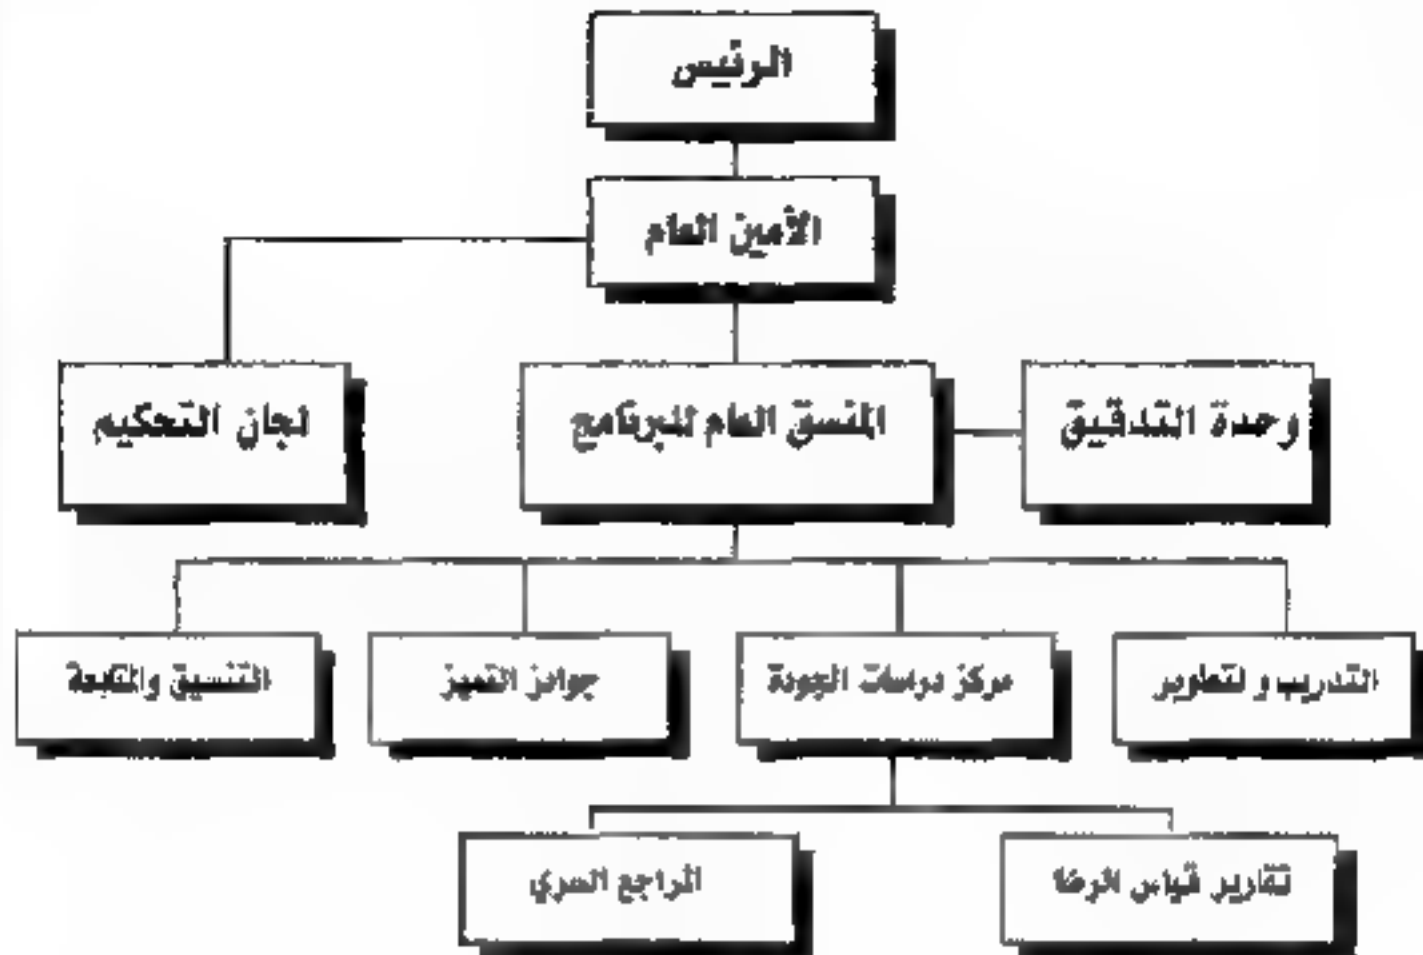 الرئيس
الأمين العام
وحدة التدقيق
المنسق العام للبرنامج
لجان التحكيم
التدريب و لتطوير
مركز دراسات الجودة
جوائز التميز
التنسيق والمتابعة
تقارير قياس الرضا
المراجع السري